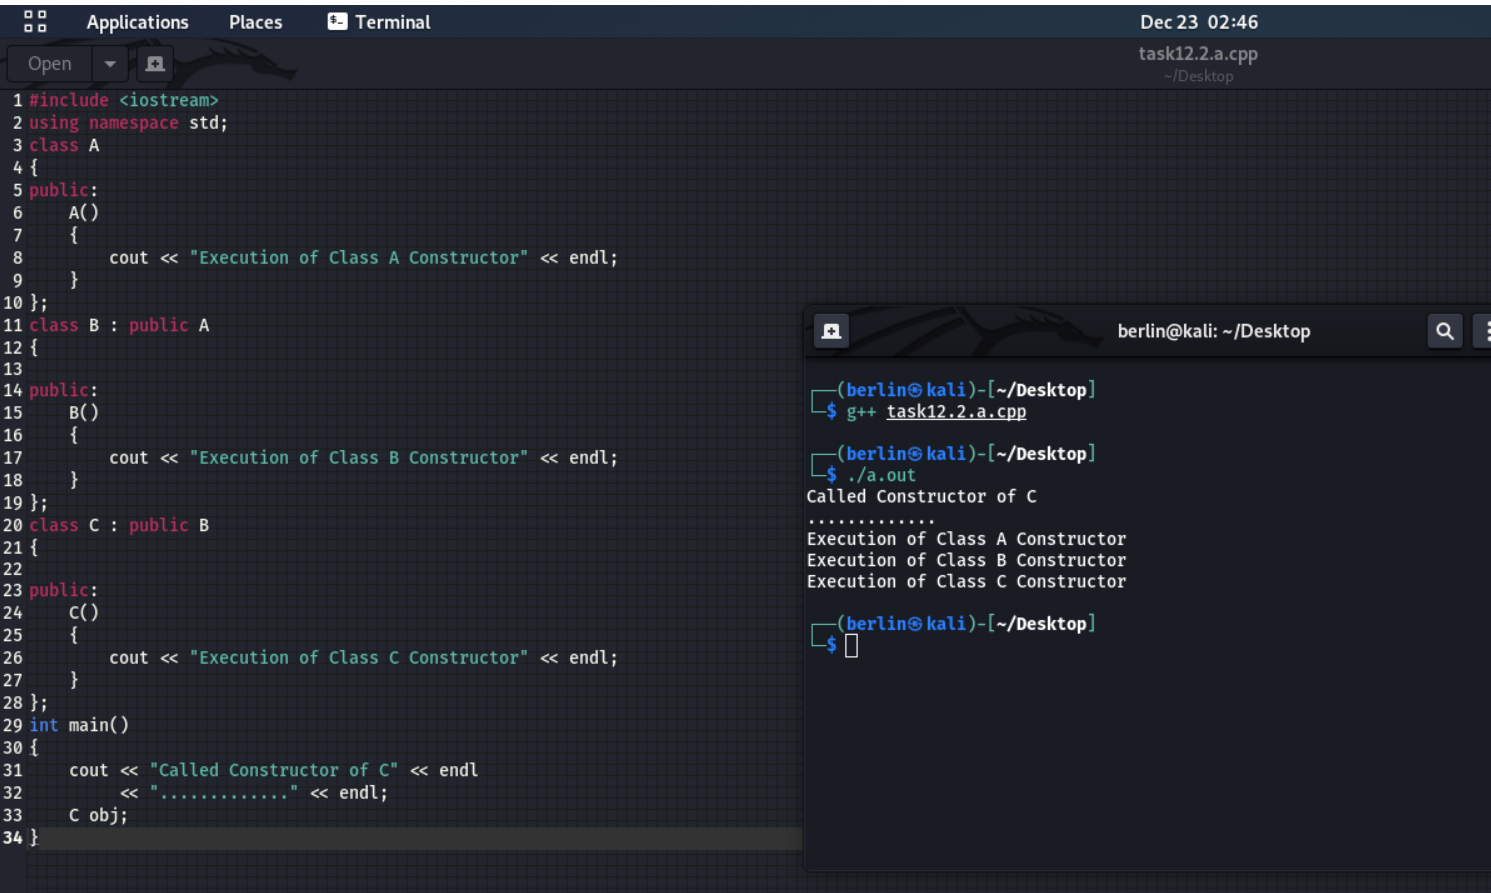 Applications Places Terminal Dec 23 02:46
Open task12.2.a.cpp
~/Desktop
1 #include <iostream>
2 using namespace std;
3 class A
4 {
5 public:
6     A()
7     {
8         cout << "Execution of Class A Constructor" << endl;
9     }
10 };
11 class B : public A
12 {
13
14 public:
15     B()
16     {
17         cout << "Execution of Class B Constructor" << endl;
18     }
19 };
20 class C : public B
21 {
22
23 public:
24     C()
25     {
26         cout << "Execution of Class C Constructor" << endl;
27     }
28 };
29 int main()
30 {
31     cout << "Called Constructor of C" << endl
32          << "............." << endl;
33     C obj;
34 }
berlin@kali: ~/Desktop
┌──(berlin㉿kali)-[~/Desktop]
└─$ g++ task12.2.a.cpp
┌──(berlin㉿kali)-[~/Desktop]
└─$ ./a.out
Called Constructor of C
.............
Execution of Class A Constructor
Execution of Class B Constructor
Execution of Class C Constructor
┌──(berlin㉿kali)-[~/Desktop]
└─$